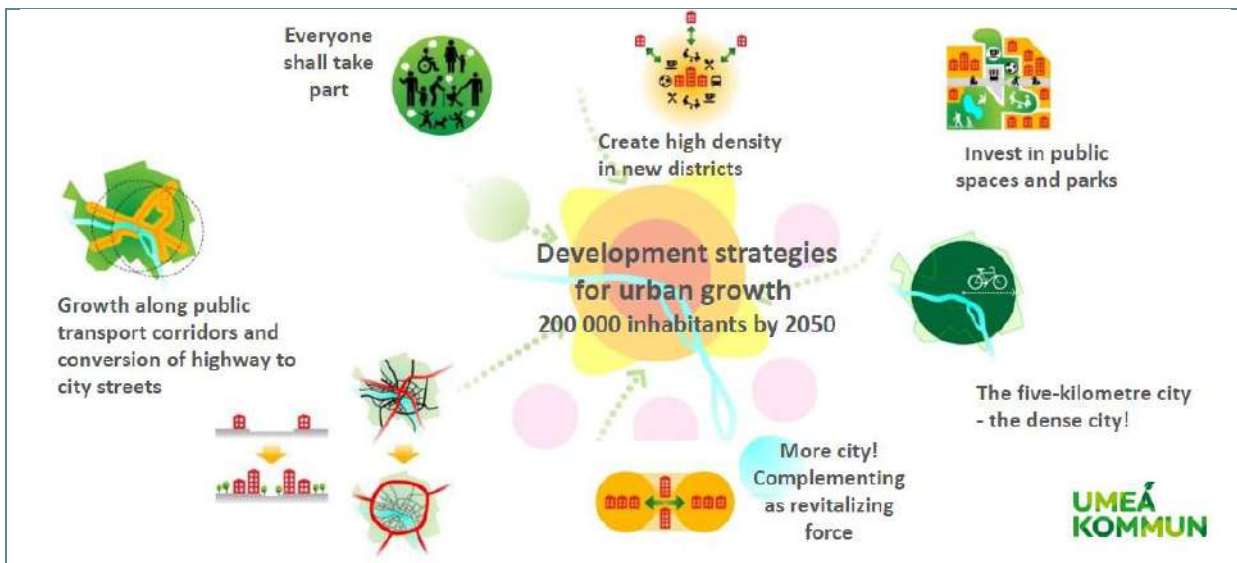 Everyone
shall take
part
Create high density
in new districts
Invest in public
spaces and parks
Development strategies
for urban growth
200 000 inhabitants by 2050
Growth along public
transport corridors and
conversion of highway to
city streets
The five-kilometre city
- the dense city!
More city!
Complementing
as revitalizing
force
UMEÅ
KOMMUN